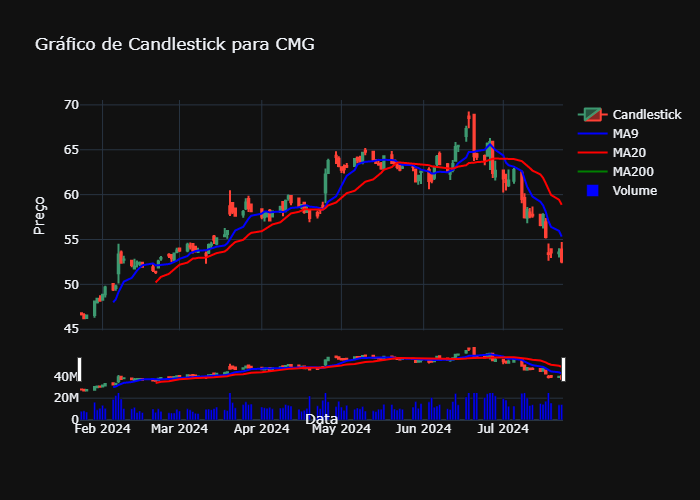 Gráfico de Candlestick para CMG
70
65
60
55
50
45
Preço
Candlestick
MA9
MA20
MA200
Volume
40M
20M
0
Data
Feb 2024
Mar 2024
Apr 2024
May 2024
Jun 2024
Jul 2024